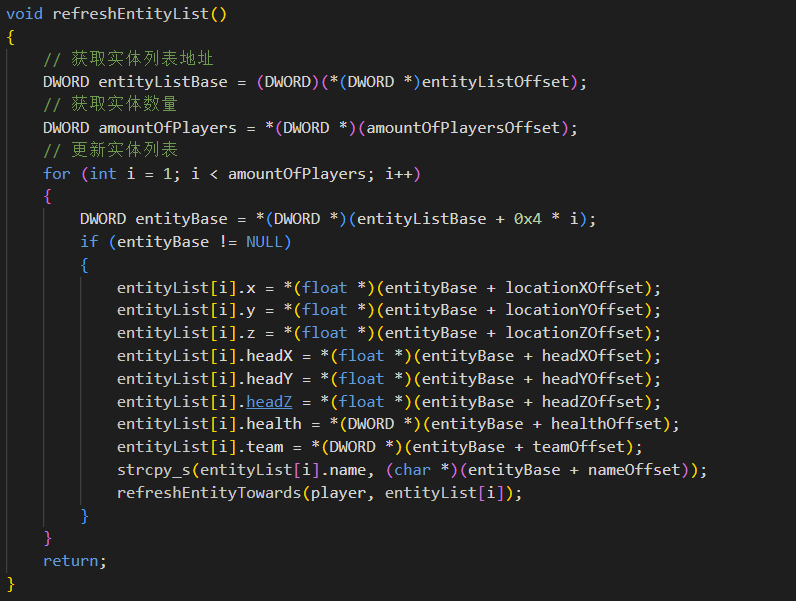 void refreshEntityList()
{
    // 获取实体列表地址
    DWORD entityListBase = (DWORD)(*(DWORD *)entityListOffset);
    // 获取实体数量
    DWORD amountOfPlayers = *(DWORD *)(amountOfPlayersOffset);
    // 更新实体列表
    for (int i = 1; i < amountOfPlayers; i++)
    {
        DWORD entityBase = *(DWORD *)(entityListBase + 0x4 * i);
        if (entityBase != NULL)
        {
            entityList[i].x = *(float *)(entityBase + locationXOffset);
            entityList[i].y = *(float *)(entityBase + locationYOffset);
            entityList[i].z = *(float *)(entityBase + locationZOffset);
            entityList[i].headX = *(float *)(entityBase + headXOffset);
            entityList[i].headY = *(float *)(entityBase + headYOffset);
            entityList[i].headZ = *(float *)(entityBase + headZOffset);
            entityList[i].health = *(DWORD *)(entityBase + healthOffset);
            entityList[i].team = *(DWORD *)(entityBase + teamOffset);
            strcpy_s(entityList[i].name, (char *)(entityBase + nameOffset));
            refreshEntityTowards(player, entityList[i]);
        }
    }
    return;
}